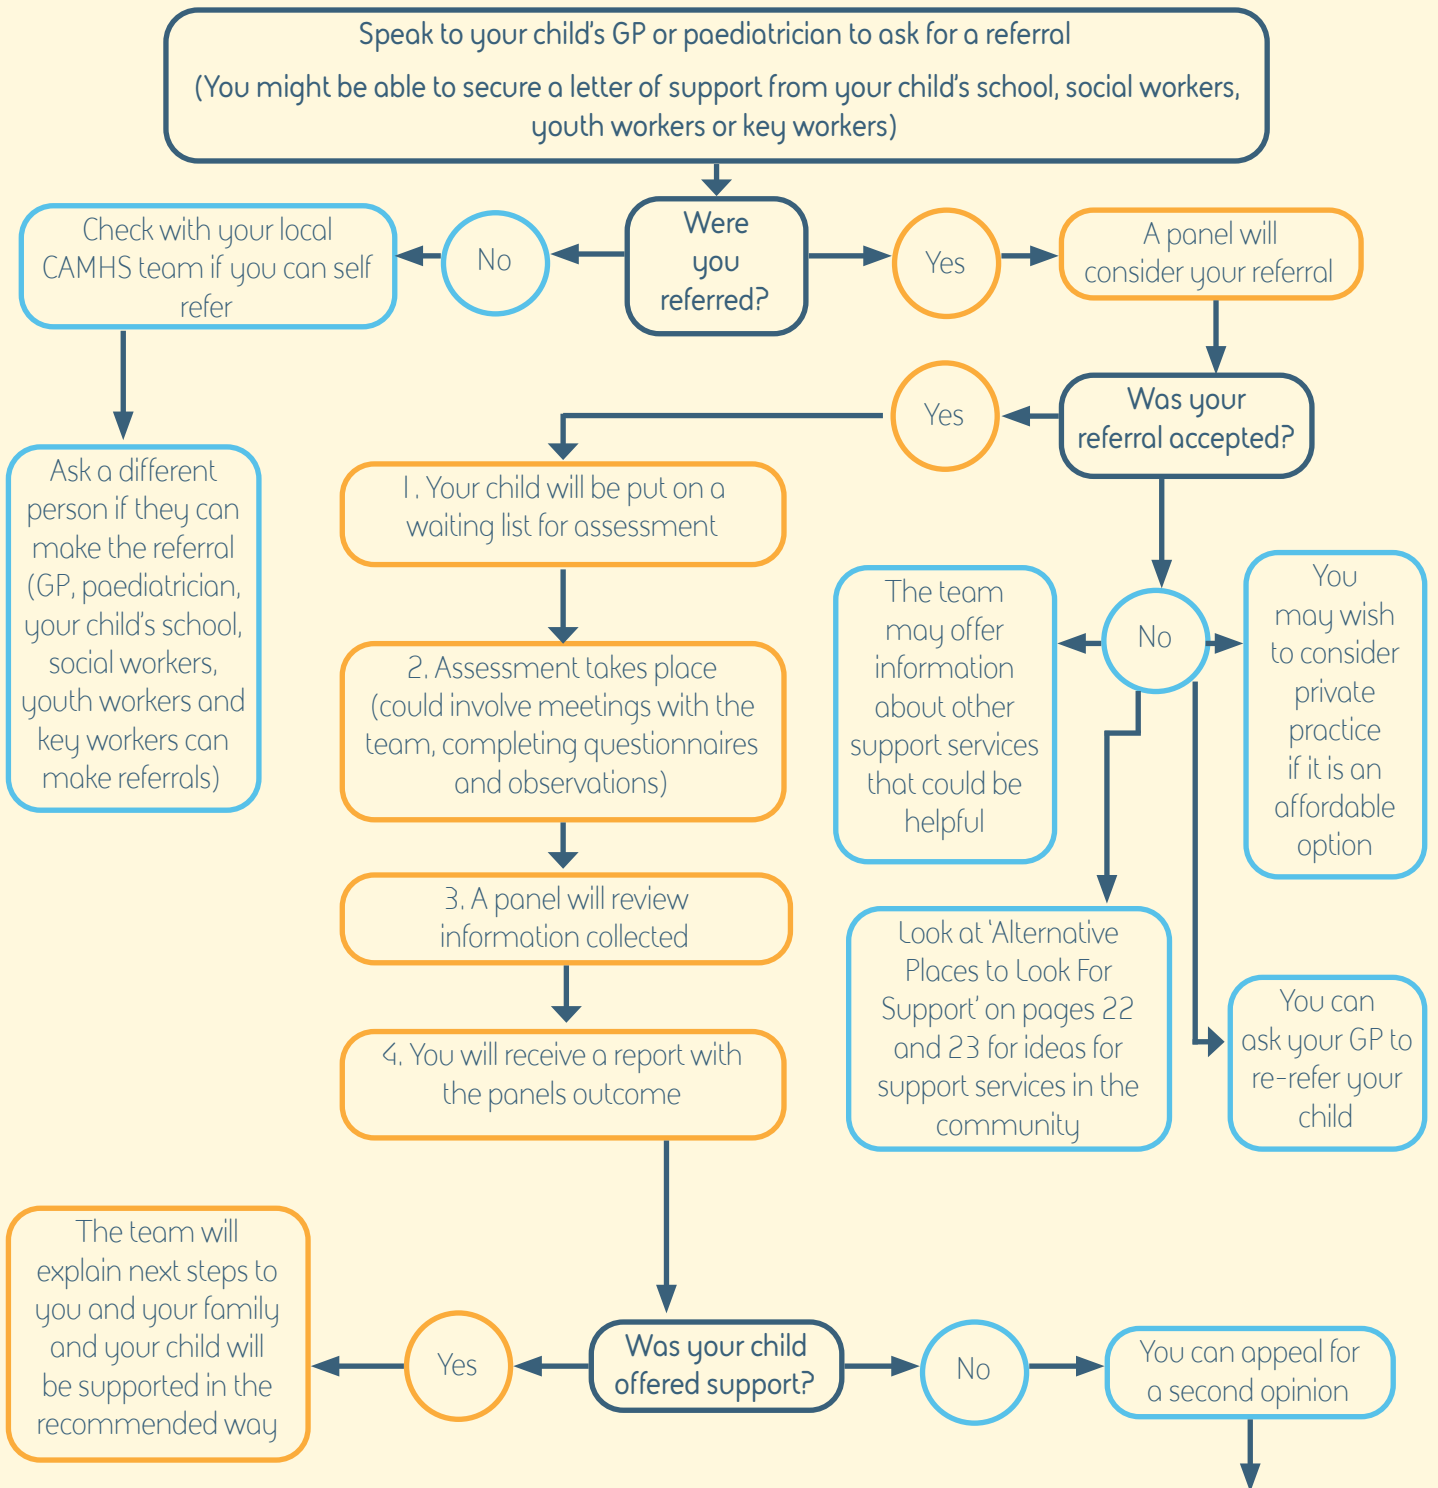 Speak to your child's GP or paediatrician to ask for a referral
(You might be able to secure a letter of support from your child's school, social workers,
youth workers or key workers)
Were
you
referred?
No
Check with your local
CAMHS team if you can self
refer
Ask a different
person if they can
make the referral
(GP, paediatrician,
your child's school,
social workers,
youth workers and
key workers can
make referrals)
Yes
A panel will
consider your referral
Was your
referral accepted?
Yes
1. Your child will be put on a
waiting list for assessment
2. Assessment takes place
(could involve meetings with the
team, completing questionnaires
and observations)
3. A panel will review
information collected
4. You will receive a report with
the panels outcome
No
The team
may offer
information
about other
support services
that could be
helpful
You
may wish
to consider
private
practice
if it is an
affordable
option
Look at 'Alternative
Places to Look For
Support' on pages 22
and 23 for ideas for
support services in the
community
You can
ask your GP to
re-refer your
child
Was your child
offered support?
Yes
The team will
explain next steps to
you and your family
and your child will
be supported in the
recommended way
No
You can appeal for
a second opinion